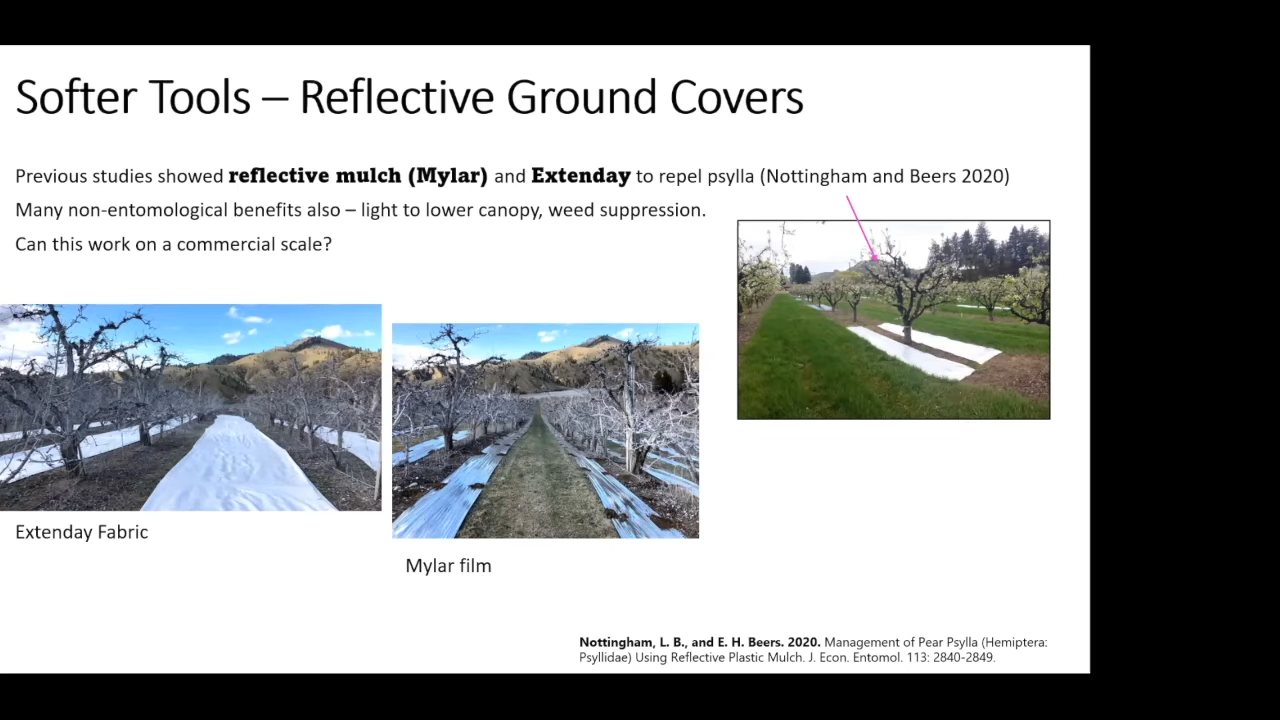 Softer Tools – Reflective Ground Covers
Previous studies showed reflective mulch (Mylar) and Extenday to repel psylla (Nottingham and Beers 2020)
Many non-entomological benefits also – light to lower canopy, weed suppression.
Can this work on a commercial scale?
Extenday Fabric
Mylar film
Nottingham, L. B., and E. H. Beers. 2020. Management of Pear Psylla (Hemiptera:
Psyllidae) Using Reflective Plastic Mulch. J. Econ. Entomol. 113: 2840-2849.